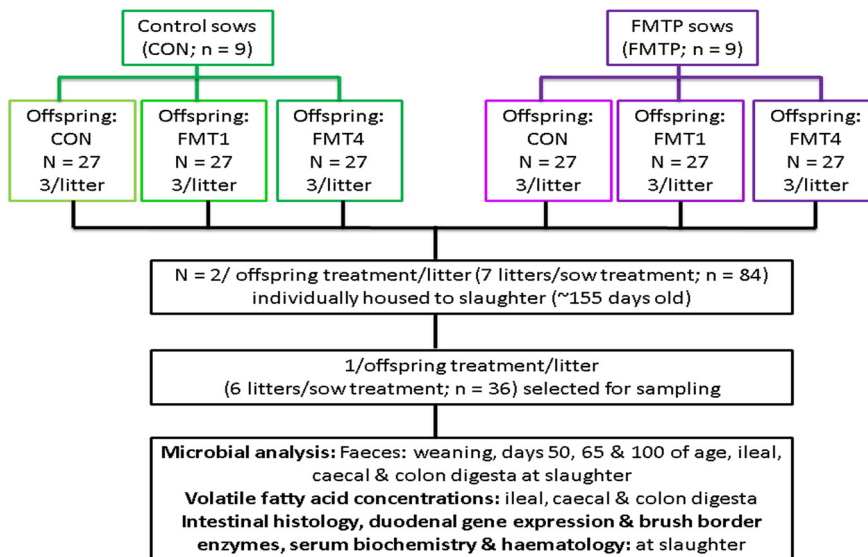 Control sows
(CON; n = 9)
FMTP sows
(FMTP; n = 9)
Offspring:
CON
N = 27
3/litter
Offspring:
FMT1
N = 27
3/litter
Offspring:
FMT4
N = 27
3/litter
Offspring:
CON
N = 27
3/litter
Offspring:
FMT1
N = 27
3/litter
Offspring:
FMT4
N = 27
3/litter
N = 2/ offspring treatment/litter (7 litters/sow treatment; n = 84)
individually housed to slaughter (~155 days old)
1/offspring treatment/litter
(6 litters/sow treatment; n = 36) selected for sampling
Microbial analysis: Faeces: weaning, days 50, 65 & 100 of age, ileal,
caecal & colon digesta at slaughter
Volatile fatty acid concentrations: ileal, caecal & colon digesta
Intestinal histology, duodenal gene expression & brush border
enzymes, serum biochemistry & haematology: at slaughter